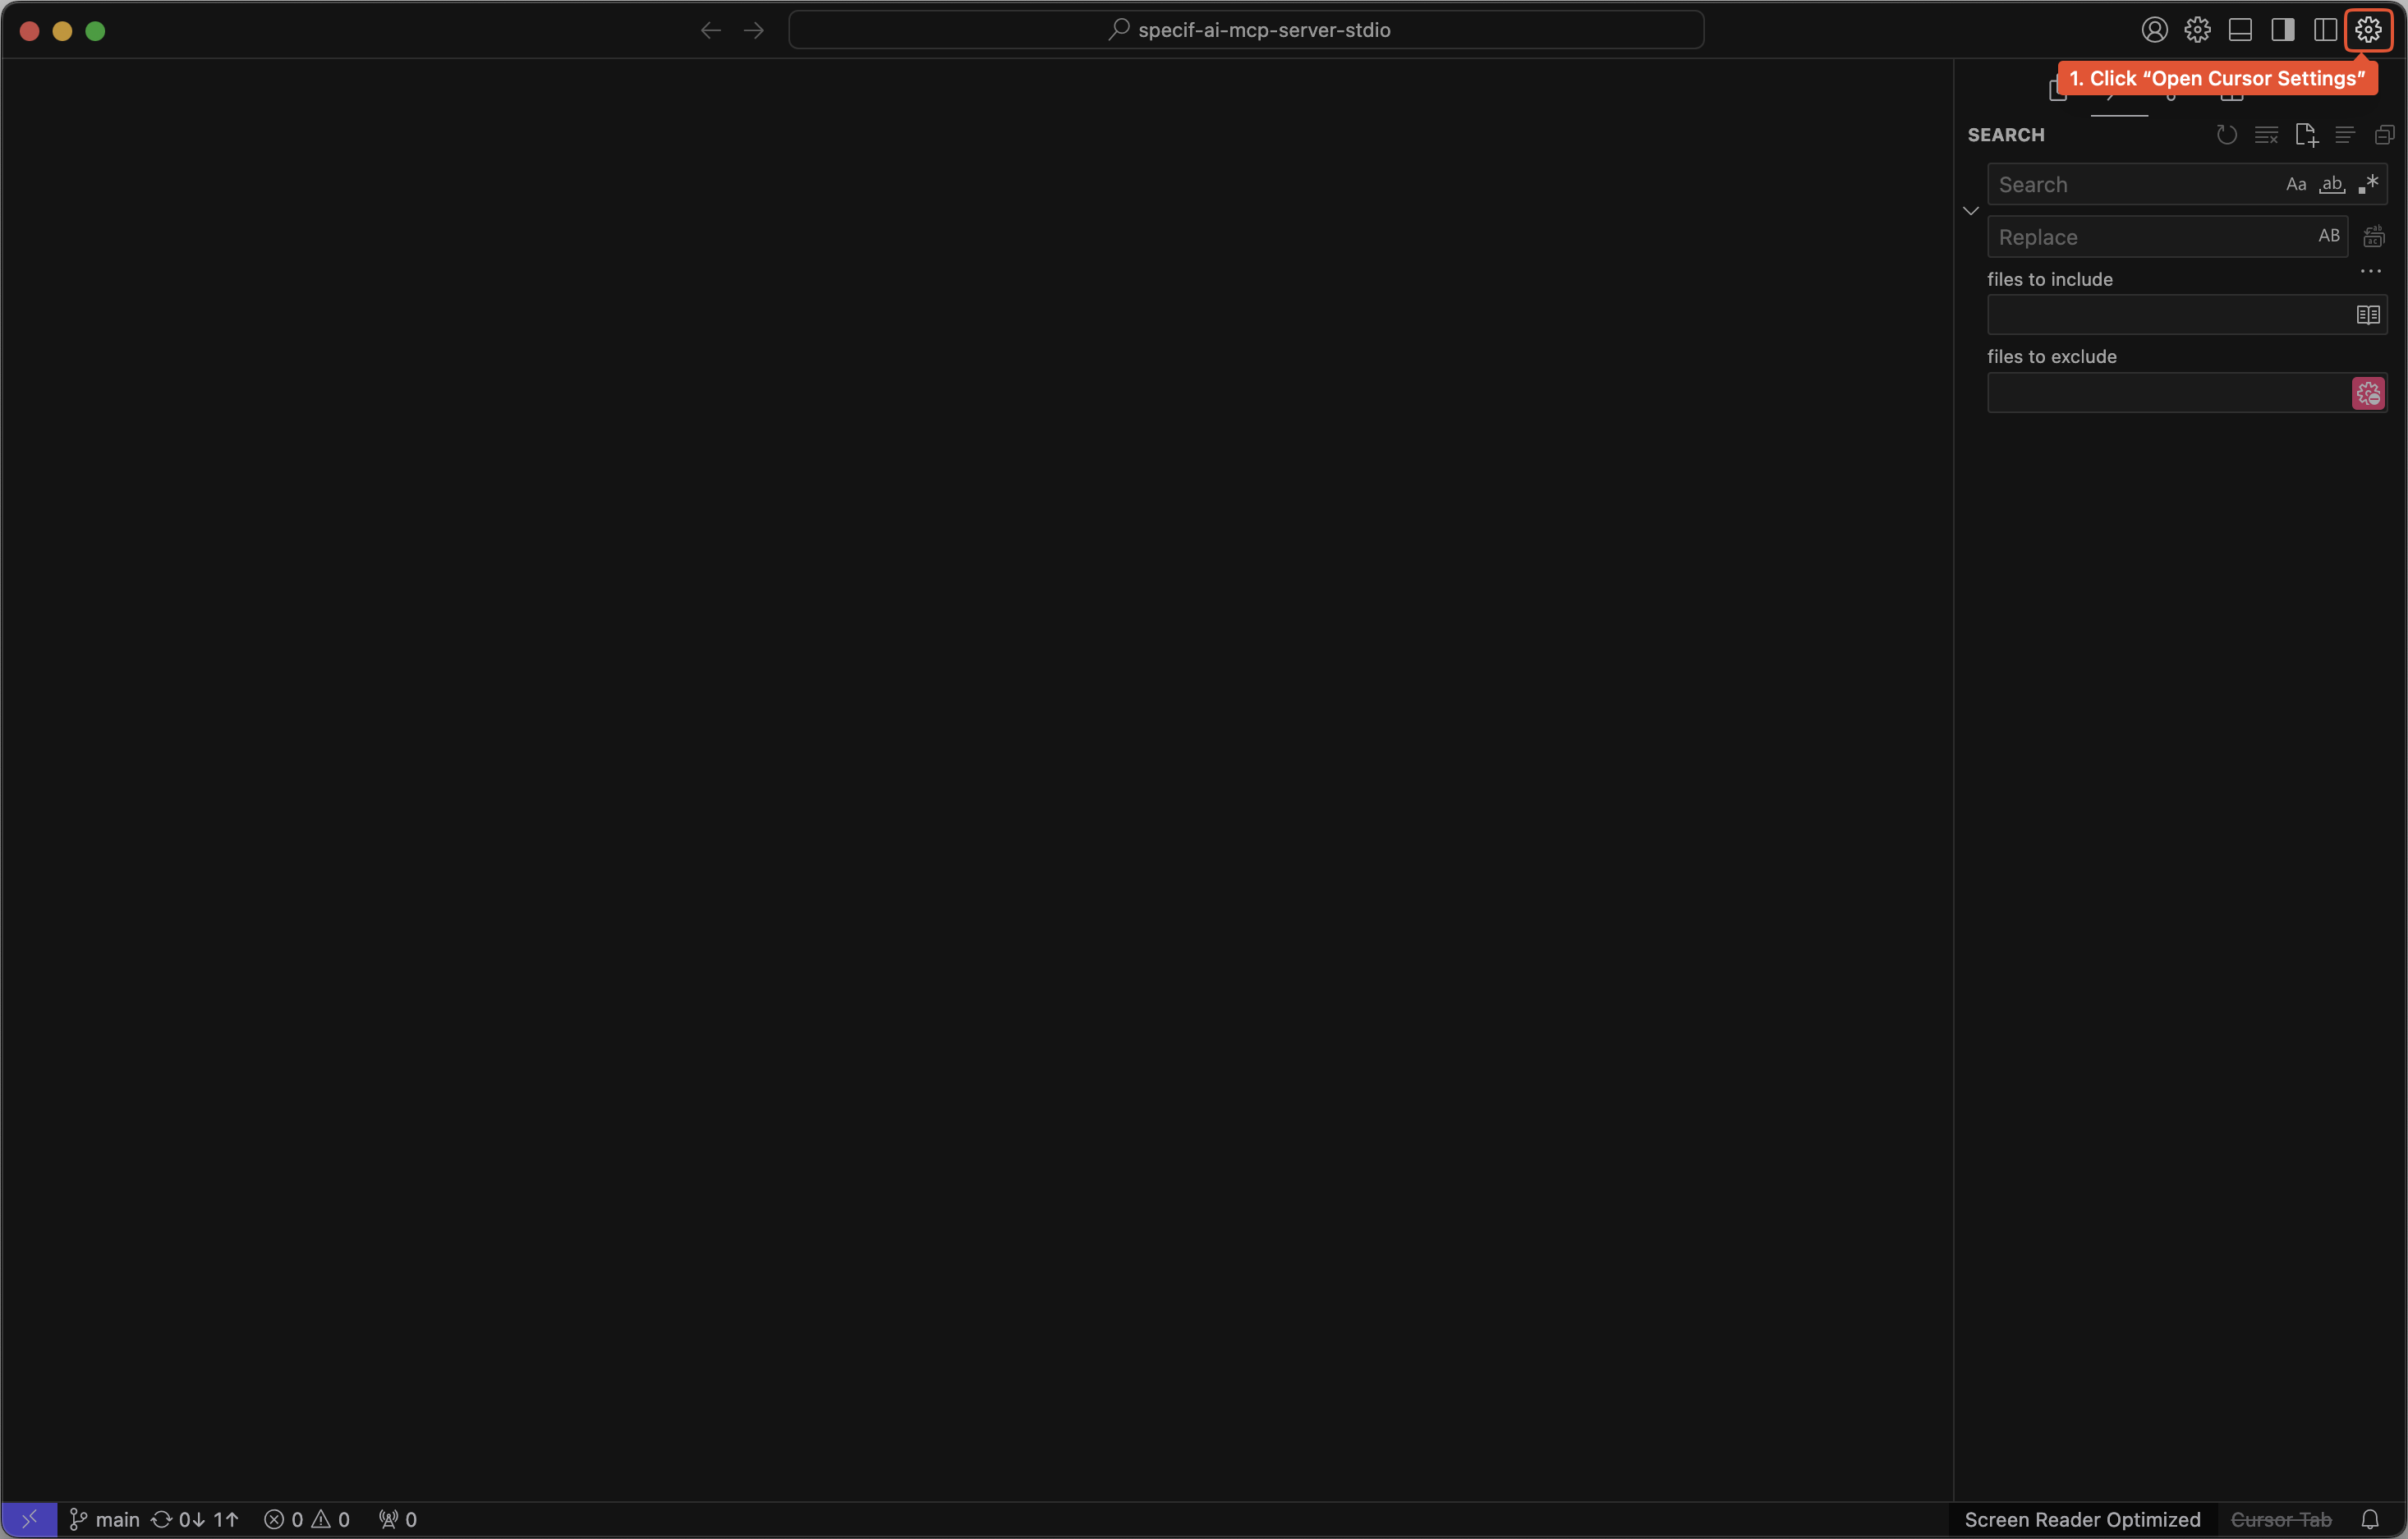 specif-ai-mcp-server-stdio
1. Click “Open Cursor Settings”
SEARCH
Search
Aa
ab
Replace
AB
files to include
files to exclude
main 0↓ 1↑ 0 0 0
Screen Reader Optimized
Cursor Tab